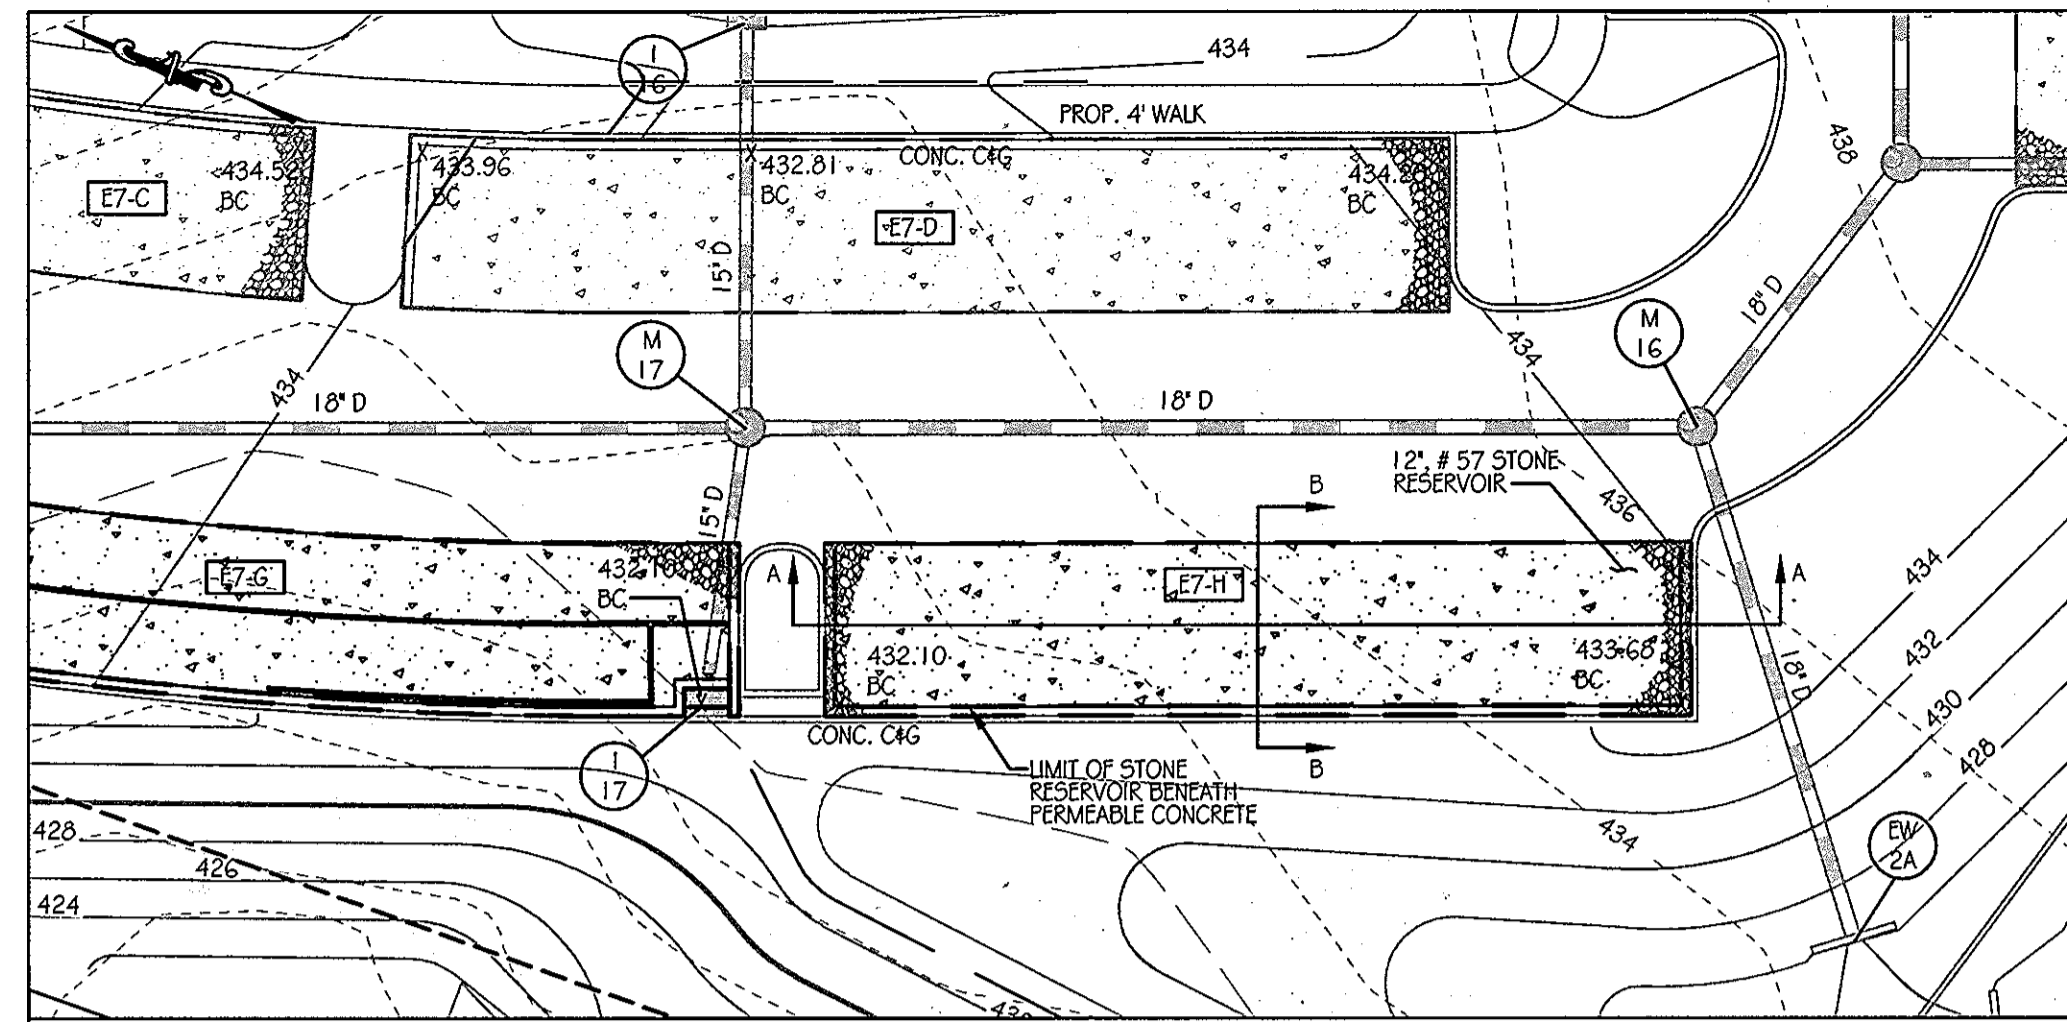 I
16
434
PROP. 4' WALK
CONC. C&G
438
434.52
BC
433.96
BC
432.81
BC
434.2
BC
E7-C
E7-D
15" D
18" D
M
17
M
16
434
434
18" D
18" D
12", # 57 STONE
RESERVOIR
436
B
15" D
E7-G
432.10
BC
A
E7-H
A
434
432.10
BC
433.68
BC
432
18" D
430
CONC. C&G
428
I
17
B
LIMIT OF STONE
RESERVOIR BENEATH
PERMEABLE CONCRETE
434
EW
2A
428
426
424